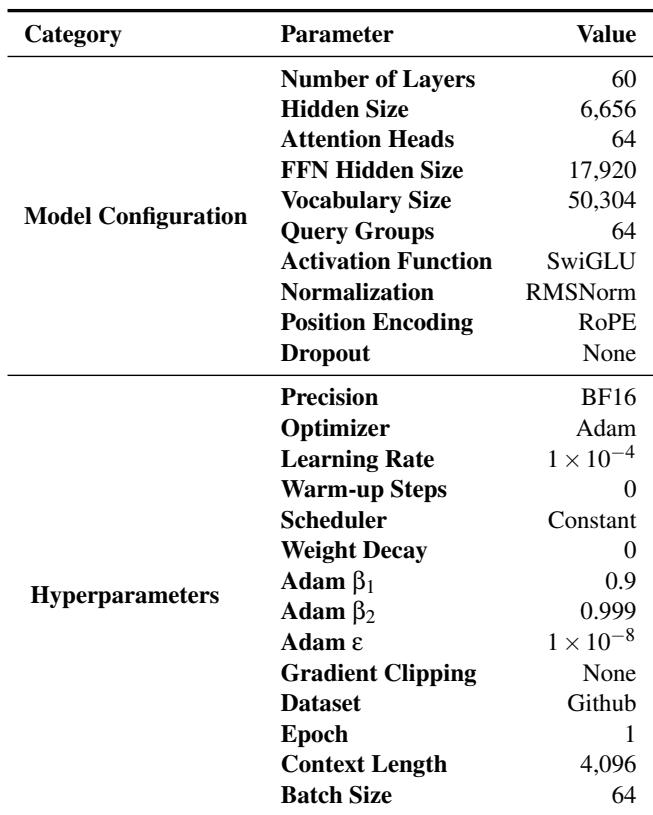 Category Parameter Value
Number of Layers 60
Hidden Size 6,656
Attention Heads 64
FFN Hidden Size 17,920
Vocabulary Size 50,304
Model Configuration
Query Groups 64
Activation Function SwiGLU
Normalization RMSNorm
Position Encoding RoPE
Dropout None
Precision BF16
Optimizer Adam
Learning Rate 1 × 10⁻⁴
Warm-up Steps 0
Scheduler Constant
Weight Decay 0
Adam β₁ 0.9
Hyperparameters
Adam β₂ 0.999
Adam ε 1 × 10⁻⁸
Gradient Clipping None
Dataset Github
Epoch 1
Context Length 4,096
Batch Size 64